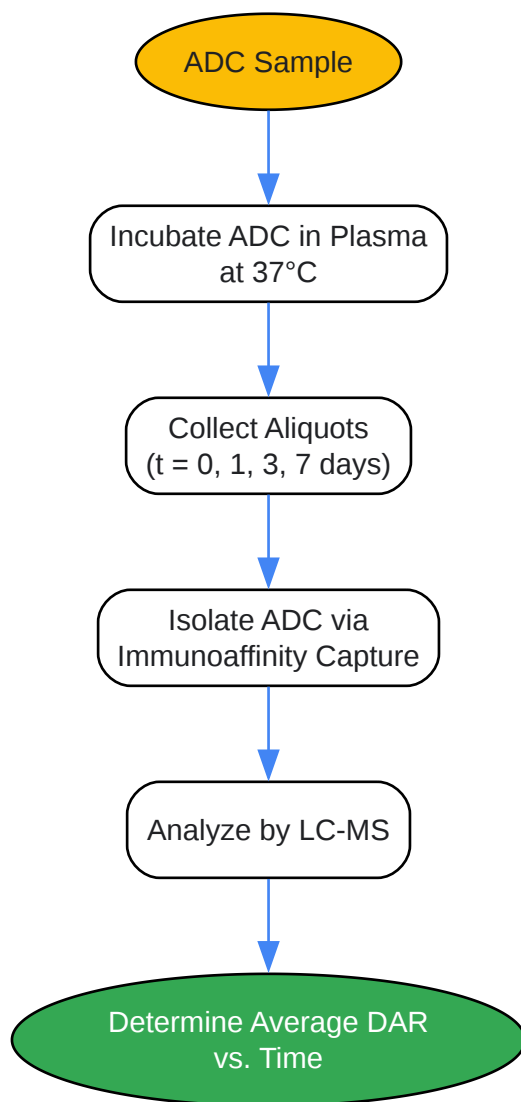 ADC Sample
Incubate ADC in Plasma
at 37°C
Collect Aliquots
(t = 0, 1, 3, 7 days)
Isolate ADC via
Immunoaffinity Capture
Analyze by LC-MS
Determine Average DAR
vs. Time